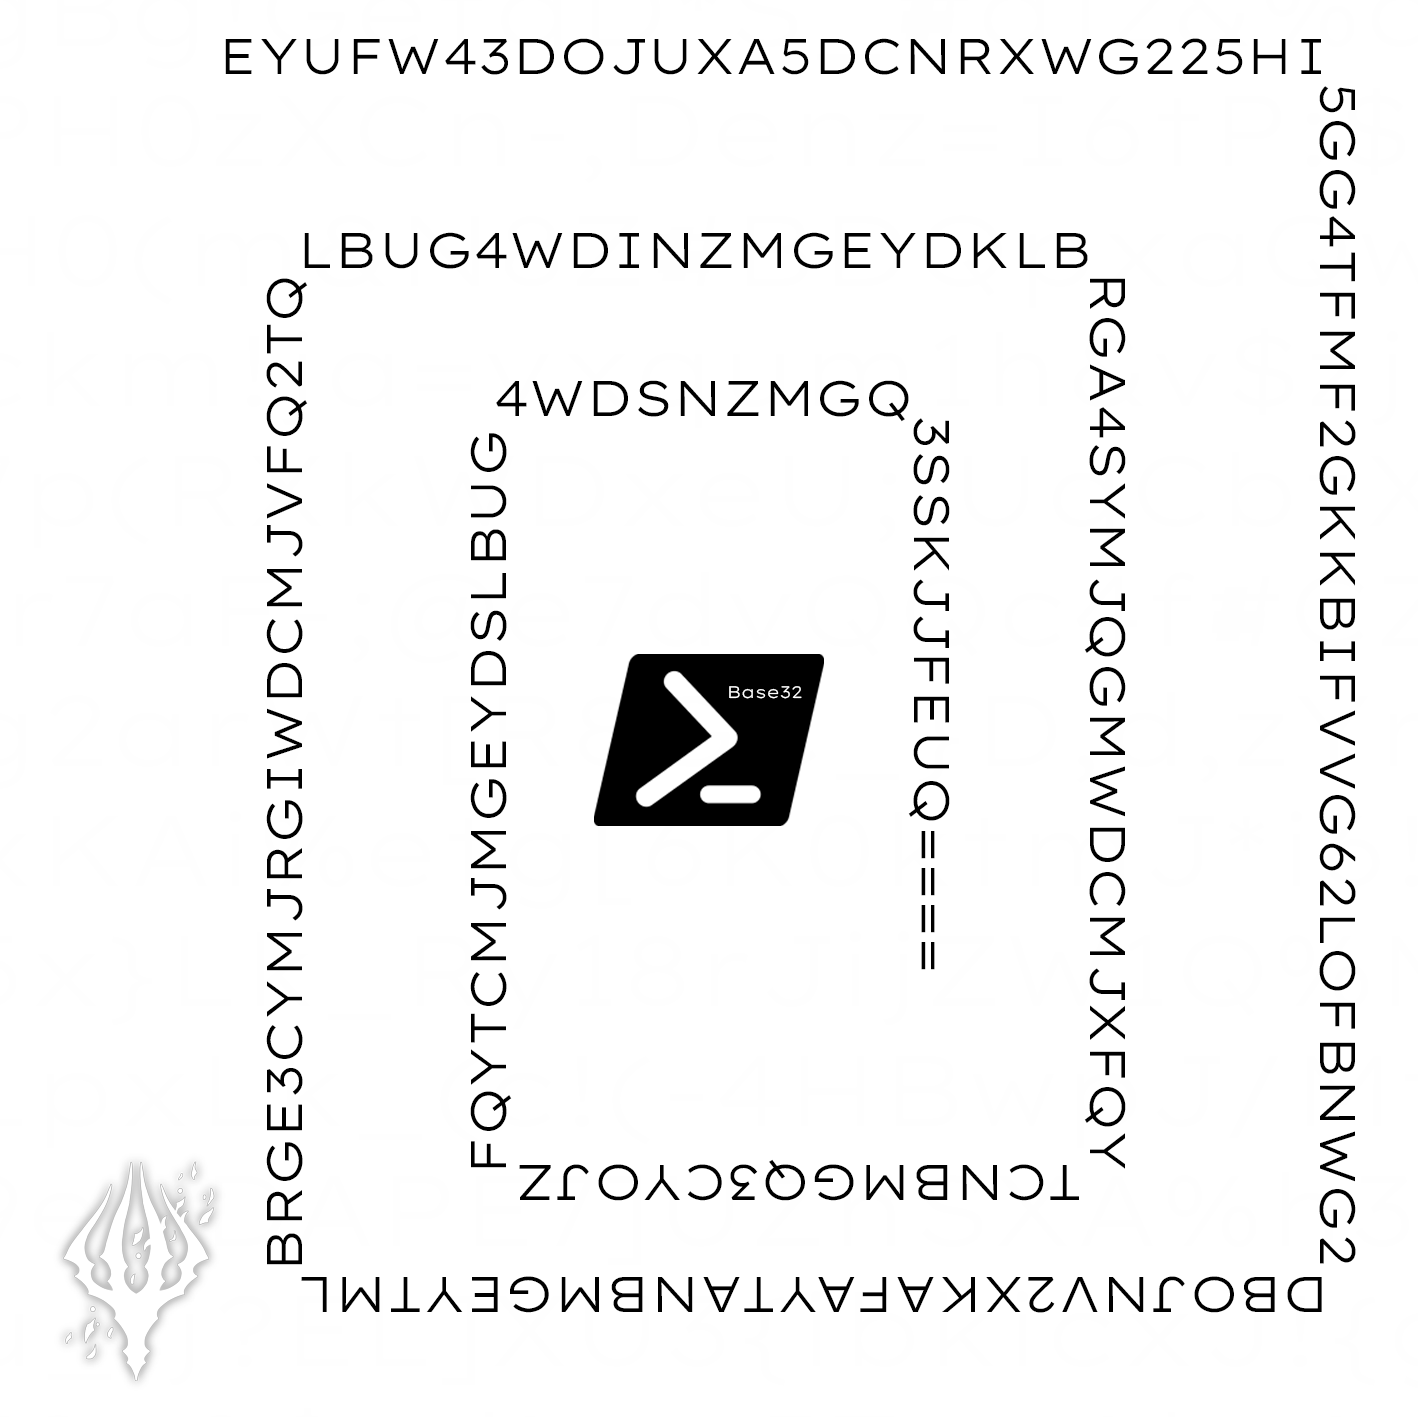 EYUFW43DOJUXA5DCNRXWG225HI
5GG4TFMF2GKKBIFVVG62LOFBNWG2
DBOJNV2XKAFAYTANBMGEYTML
BRGE3CYMJRGIWDCMJVFQ2TQ
LBUG4WDINZMGEYDKLB
RGA4SYMJQGMWDCMJXFQY
TCNBMGQ3CYOJZ
FQYTCMJMGEYDSLBUG
4WDSNZMGQ
3SSKJJFEUQ====
Base32